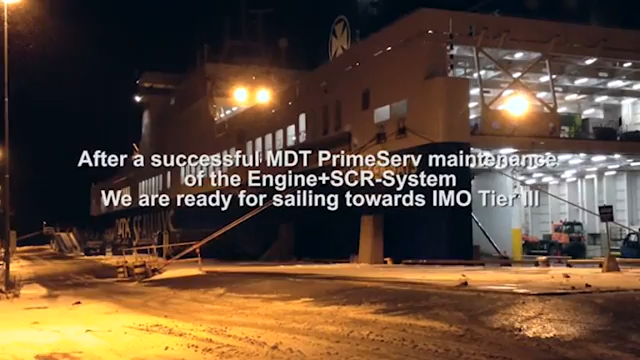 After a successful MDT PrimeServ maintenance
of the Engine+SCR-System
We are ready for sailing towards IMO Tier III